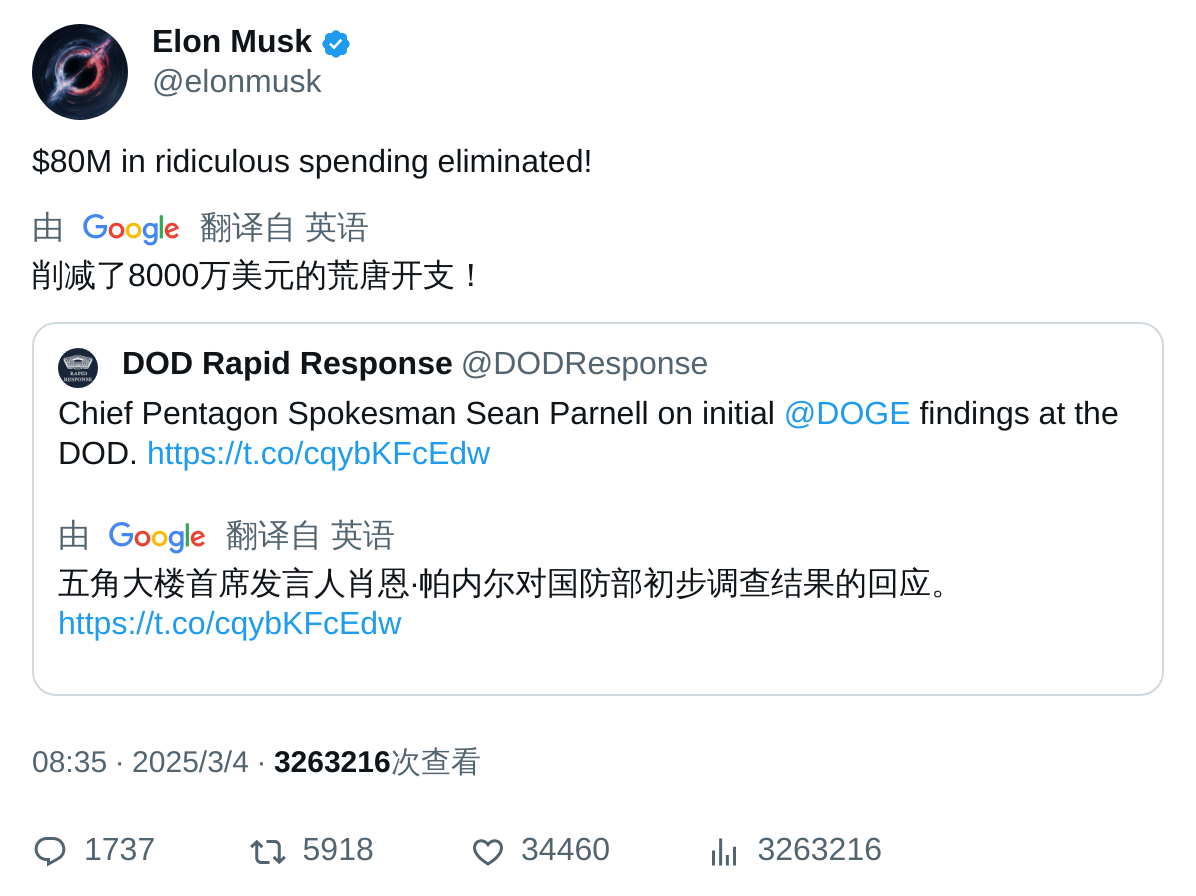 Elon Musk
@elonmusk
$80M in ridiculous spending eliminated!
由 Google 翻译自 英语
削减了8000万美元的荒唐开支！
DOD Rapid Response @DODResponse
RAPID
RESPONSE
Chief Pentagon Spokesman Sean Parnell on initial @DOGE findings at the
DOD. https://t.co/cqybKFcEdw
由 Google 翻译自 英语
五角大楼首席发言人肖恩·帕内尔对国防部初步调查结果的回应。
https://t.co/cqybKFcEdw
08:35 · 2025/3/4 · 3263216次查看
1737 5918 34460 3263216